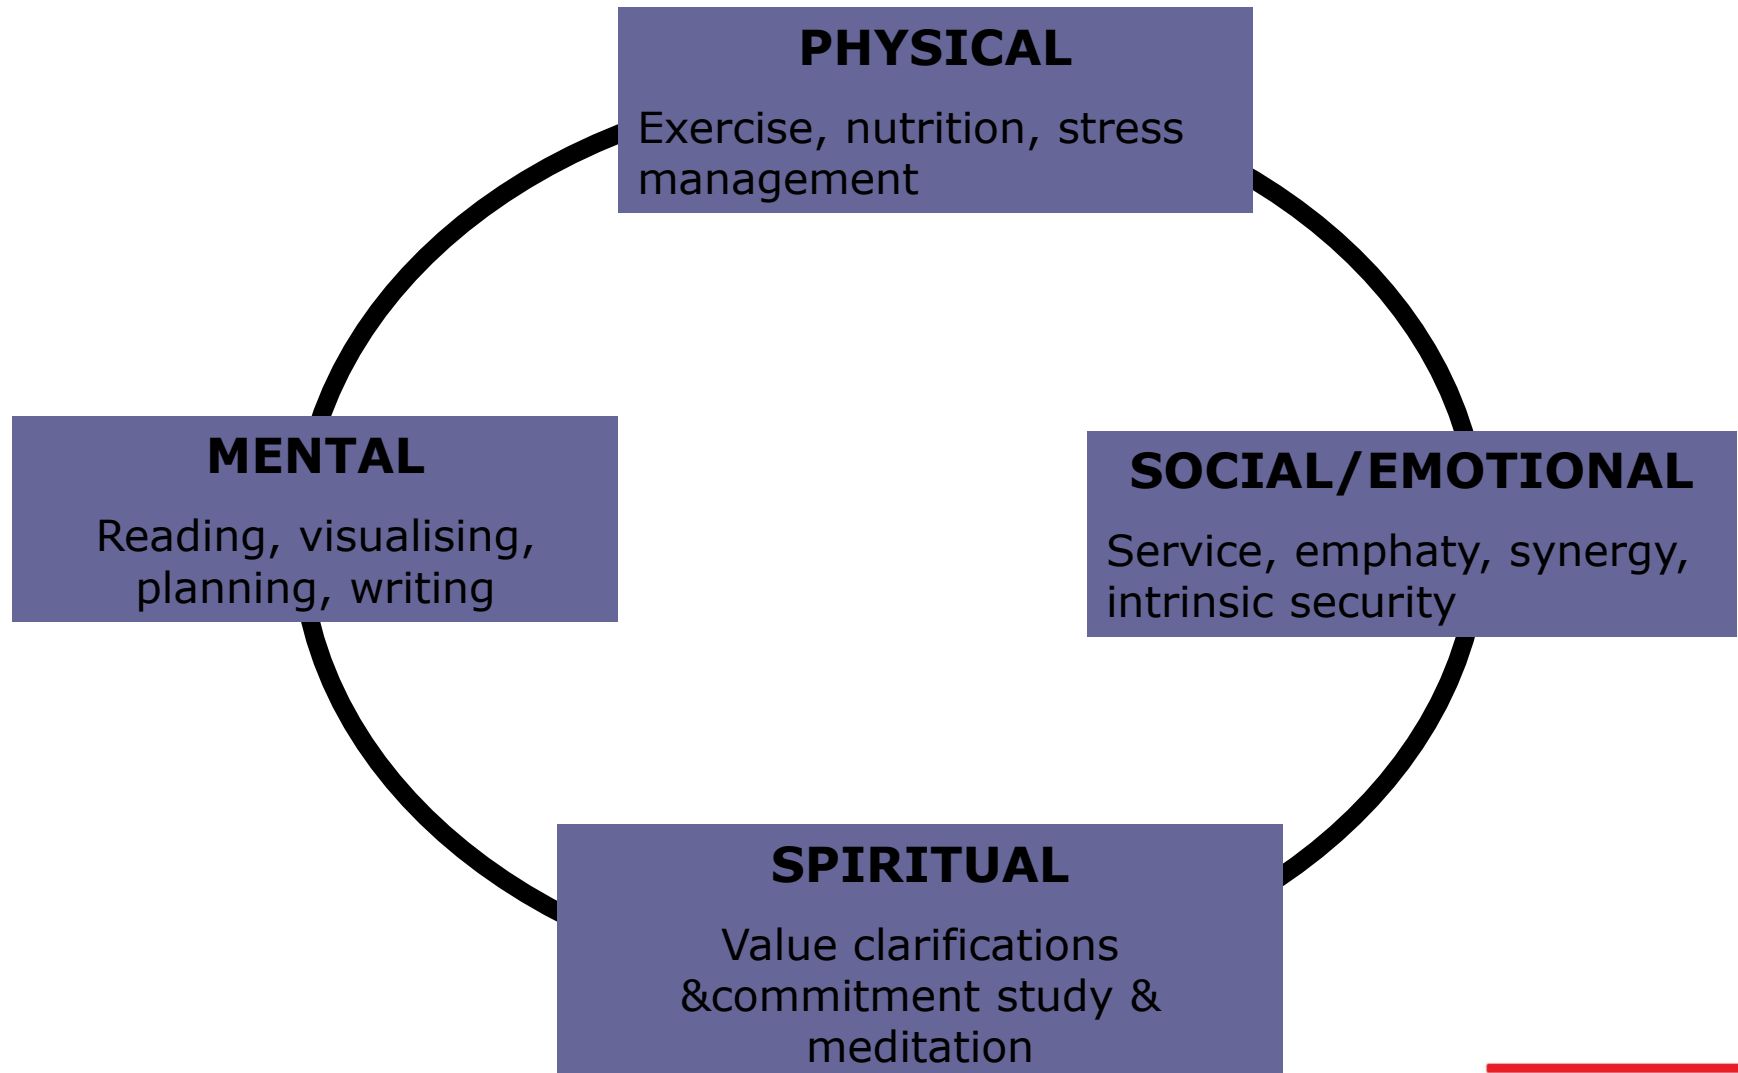 PHYSICAL
Exercise, nutrition, stress
management
MENTAL
Reading, visualising,
planning, writing
SOCIAL/EMOTIONAL
Service, emphaty, synergy,
intrinsic security
SPIRITUAL
Value clarifications
&commitment study &
meditation